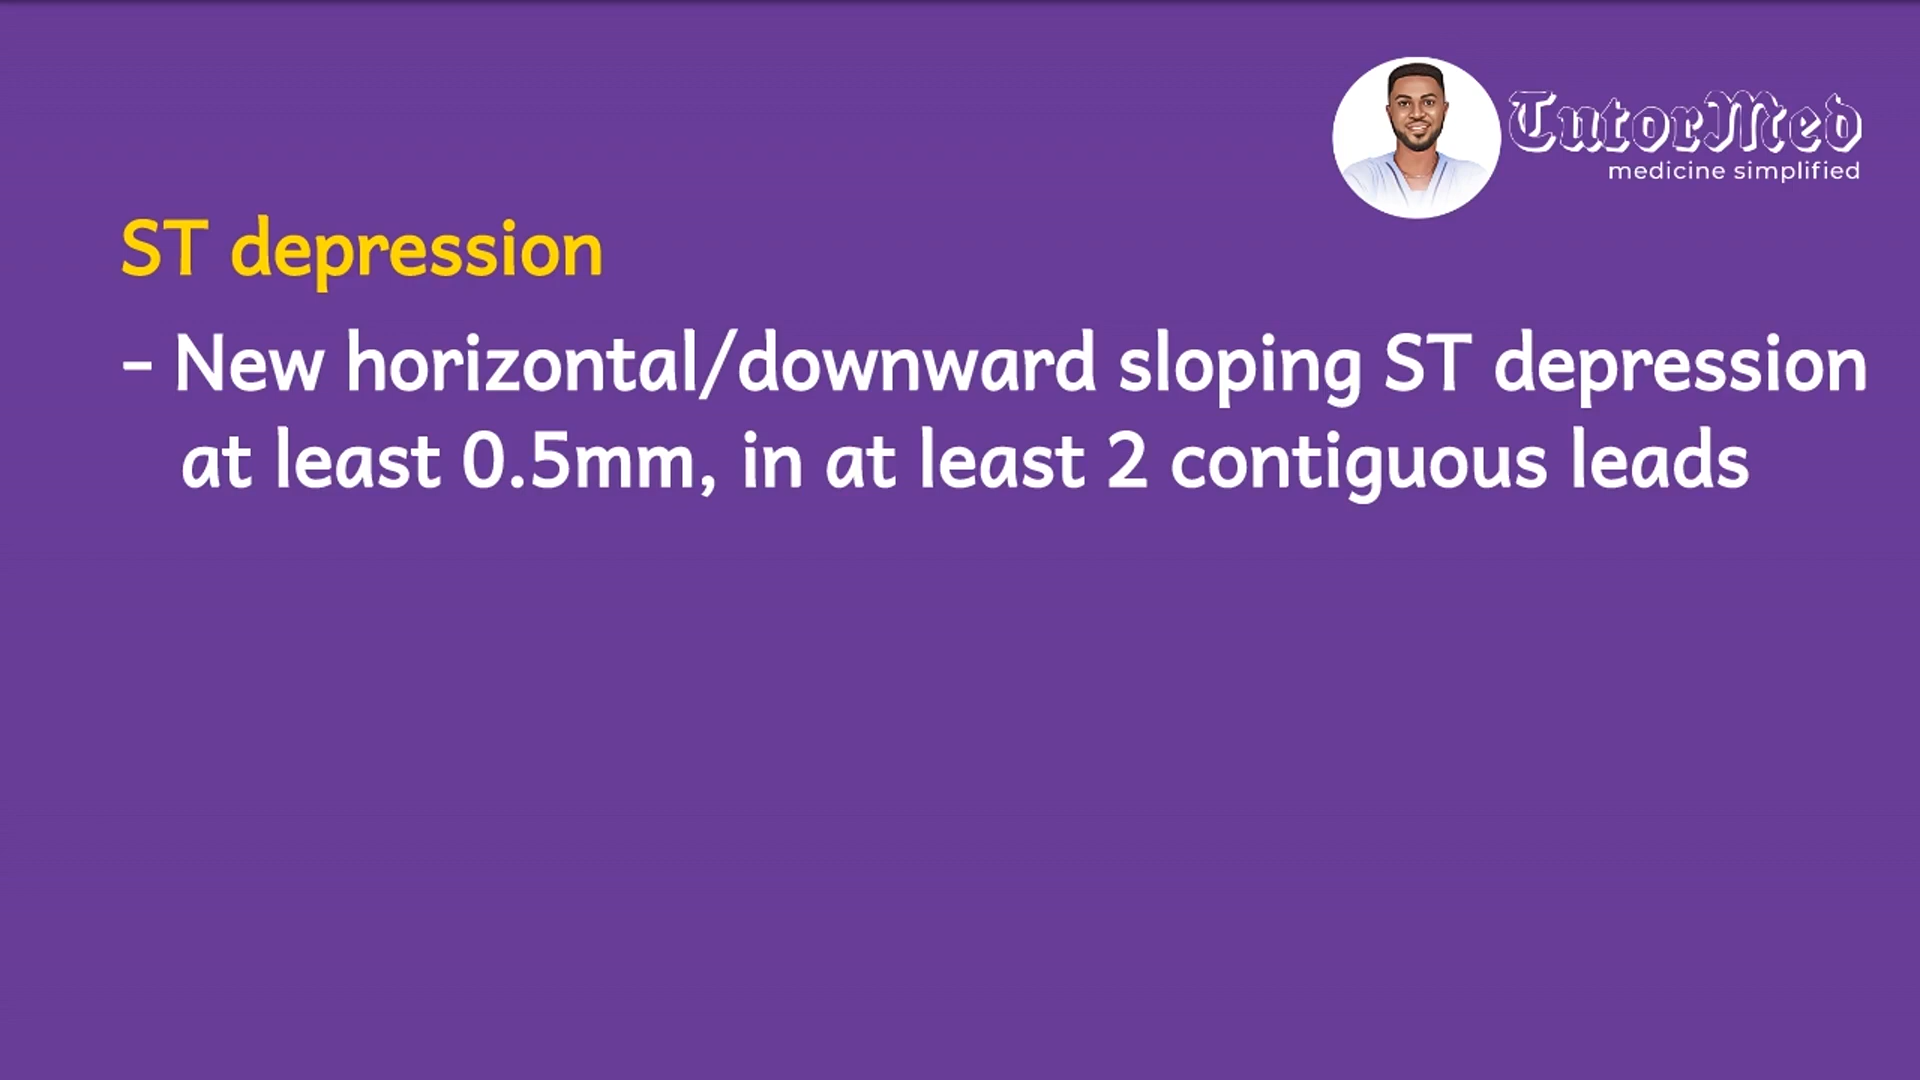 TutorMed
medicine simplified
ST depression
- New horizontal/downward sloping ST depression
at least 0.5mm, in at least 2 contiguous leads